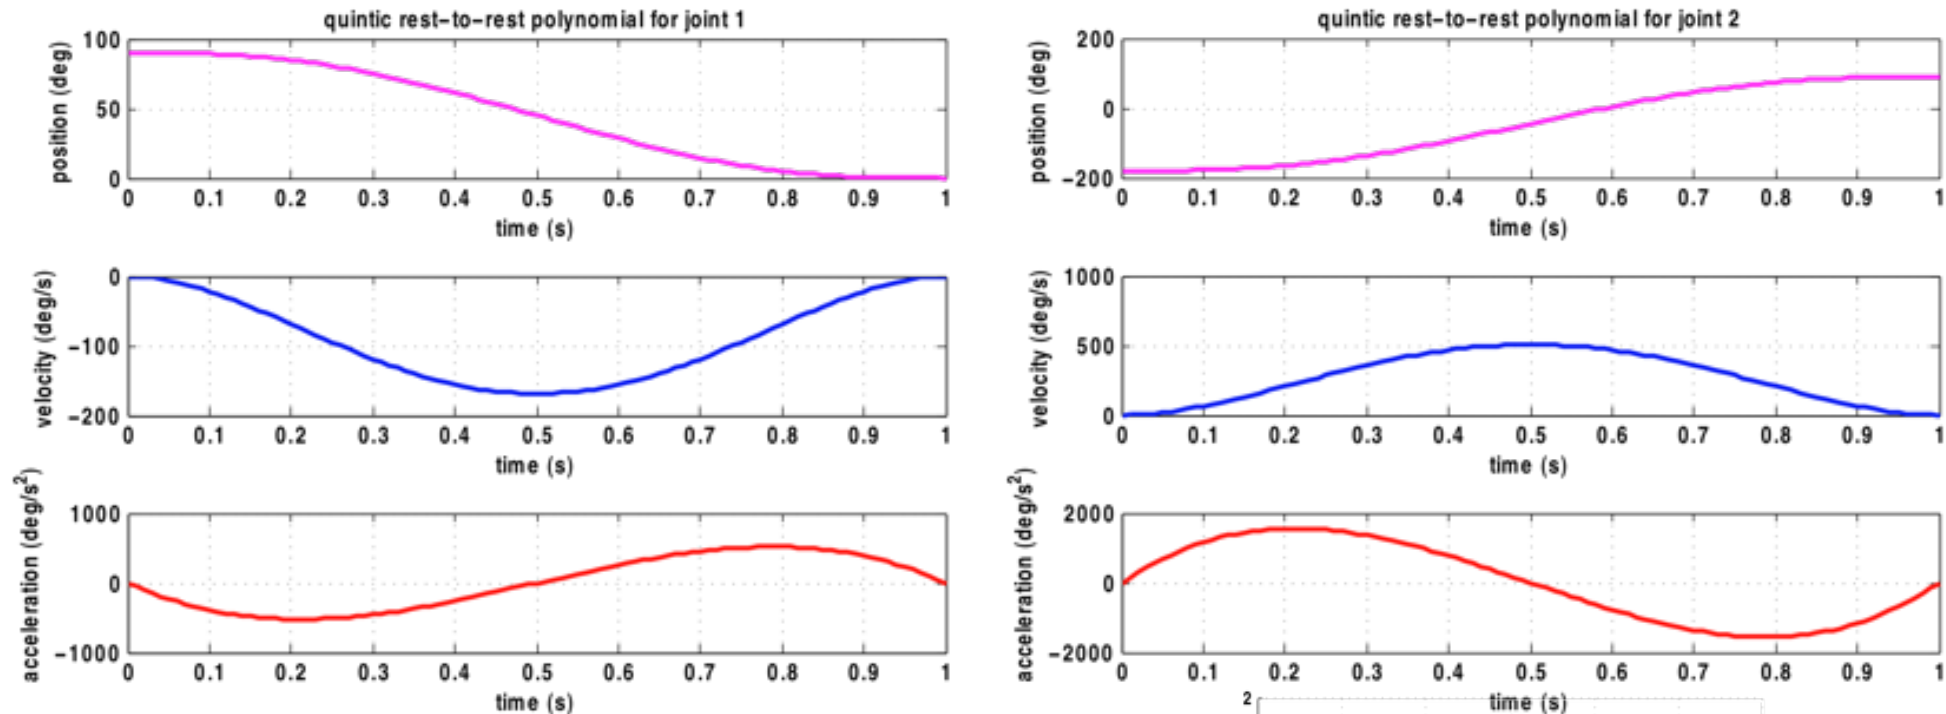 quintic rest-to-rest polynomial for joint 1
position (deg)
100
50
0
0 0.1 0.2 0.3 0.4 0.5 0.6 0.7 0.8 0.9 1
time (s)
velocity (deg/s)
0
-100
-200
0 0.1 0.2 0.3 0.4 0.5 0.6 0.7 0.8 0.9 1
time (s)
acceleration (deg/s²)
1000
0
-1000
0 0.1 0.2 0.3 0.4 0.5 0.6 0.7 0.8 0.9 1
time (s)
quintic rest-to-rest polynomial for joint 2
position (deg)
200
0
-200
0 0.1 0.2 0.3 0.4 0.5 0.6 0.7 0.8 0.9 1
time (s)
velocity (deg/s)
1000
500
0
0 0.1 0.2 0.3 0.4 0.5 0.6 0.7 0.8 0.9 1
time (s)
acceleration (deg/s²)
2000
0
-2000
0 0.1 0.2 0.3 0.4 0.5 0.6 0.7 0.8 0.9 1
time (s)
2